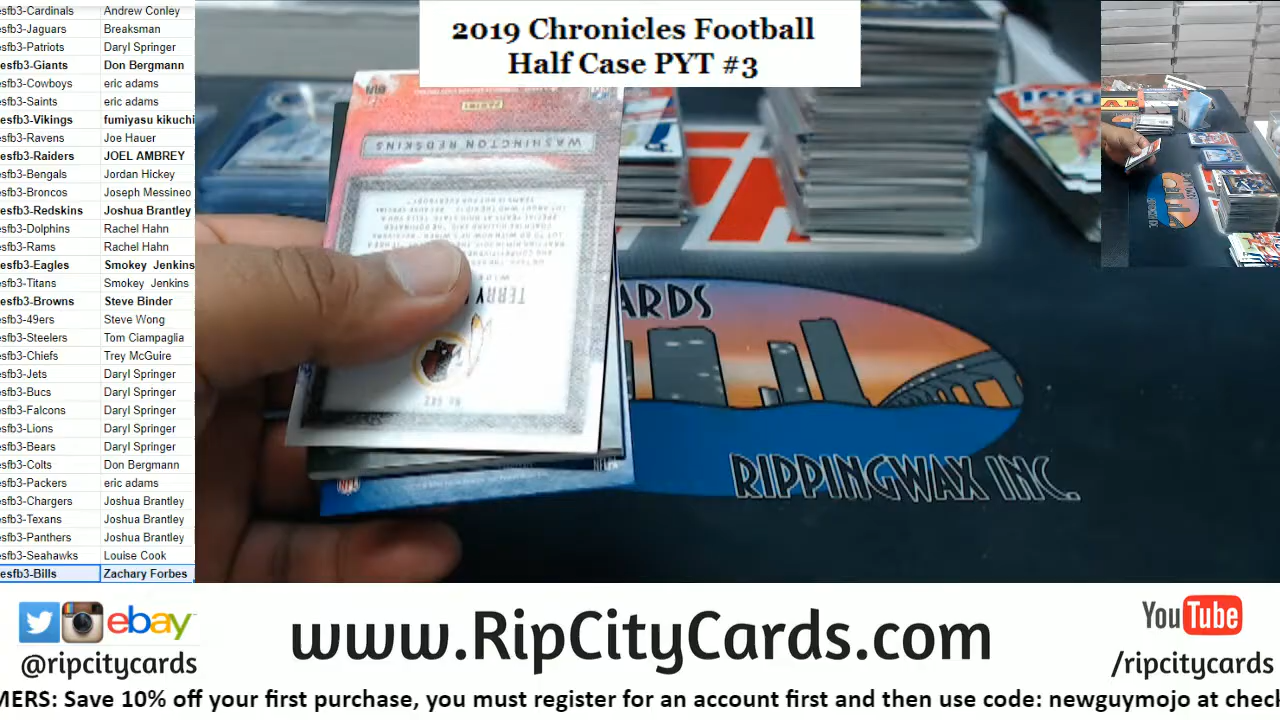 2019 Chronicles Football
Half Case PYT #3
esfb3-Cardinals Andrew Conley
esfb3-Jaguars Breaksman
esfb3-Patriots Daryl Springer
esfb3-Giants Don Bergmann
esfb3-Cowboys eric adams
esfb3-Saints eric adams
esfb3-Vikings fumiyasu kikuchi
esfb3-Ravens Joe Hauer
esfb3-Raiders JOEL AMBREY
esfb3-Bengals Jordan Hickey
esfb3-Broncos Joseph Messineo
esfb3-Redskins Joshua Brantley
esfb3-Dolphins Rachel Hahn
esfb3-Rams Rachel Hahn
esfb3-Eagles Smokey Jenkins
esfb3-Titans Smokey Jenkins
esfb3-Browns Steve Binder
esfb3-49ers Steve Wong
esfb3-Steelers Tom Ciampaglia
esfb3-Chiefs Trey McGuire
esfb3-Jets Daryl Springer
esfb3-Bucs Daryl Springer
esfb3-Falcons Daryl Springer
esfb3-Lions Daryl Springer
esfb3-Bears Daryl Springer
esfb3-Colts Don Bergmann
esfb3-Packers eric adams
esfb3-Chargers Joshua Brantley
esfb3-Texans Joshua Brantley
esfb3-Panthers Joshua Brantley
esfb3-Seahawks Louise Cook
esfb3-Bills Zachary Forbes
PANINI
WASHINGTON REDSKINS
TERRY
NFL
ARDS
RIPPINGWAX INC.
ebay
@ripcitycards
www.RipCityCards.com
YouTube
/ripcitycards
MERS: Save 10% off your first purchase, you must register for an account first and then use code: newguymojo at check